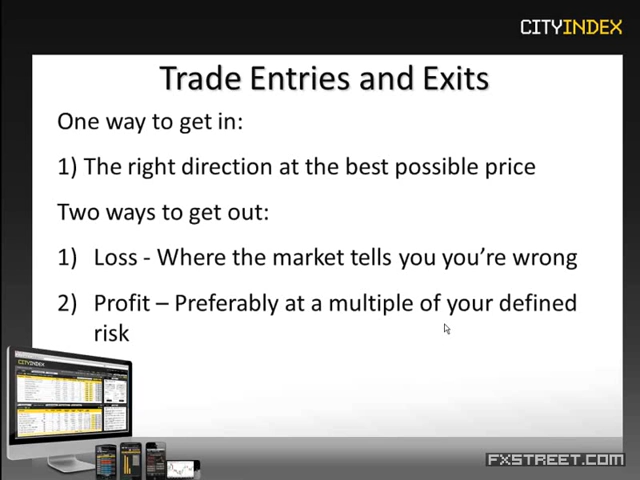 CITYINDEX
Trade Entries and Exits
One way to get in:
1) The right direction at the best possible price
Two ways to get out:
1) Loss - Where the market tells you you’re wrong
2) Profit – Preferably at a multiple of your defined
risk
CITYINDEX
FXSTREET.COM